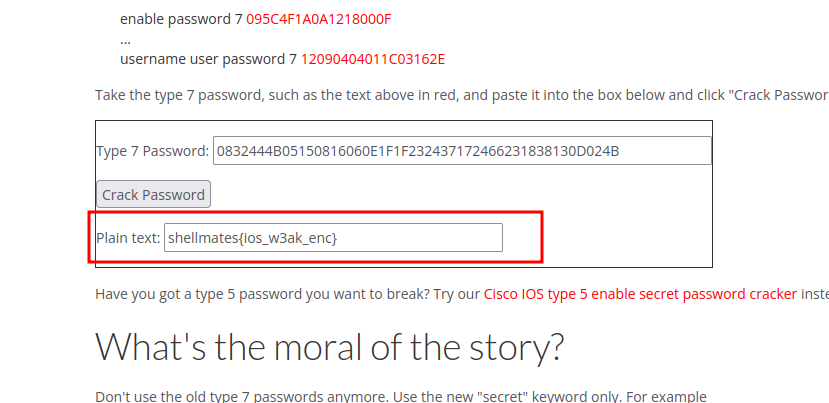 enable password 7 095C4F1A0A1218000F
...
username user password 7 12090404011C03162E
Take the type 7 password, such as the text above in red, and paste it into the box below and click "Crack Passwor
Type 7 Password: 0832444B05150816060E1F1F232437172466231838130D024B
Crack Password
Plain text: shellmates{ios_w3ak_enc}
Have you got a type 5 password you want to break? Try our Cisco IOS type 5 enable secret password cracker inste
What's the moral of the story?
Don't use the old type 7 passwords anymore. Use the new "secret" keyword only. For example